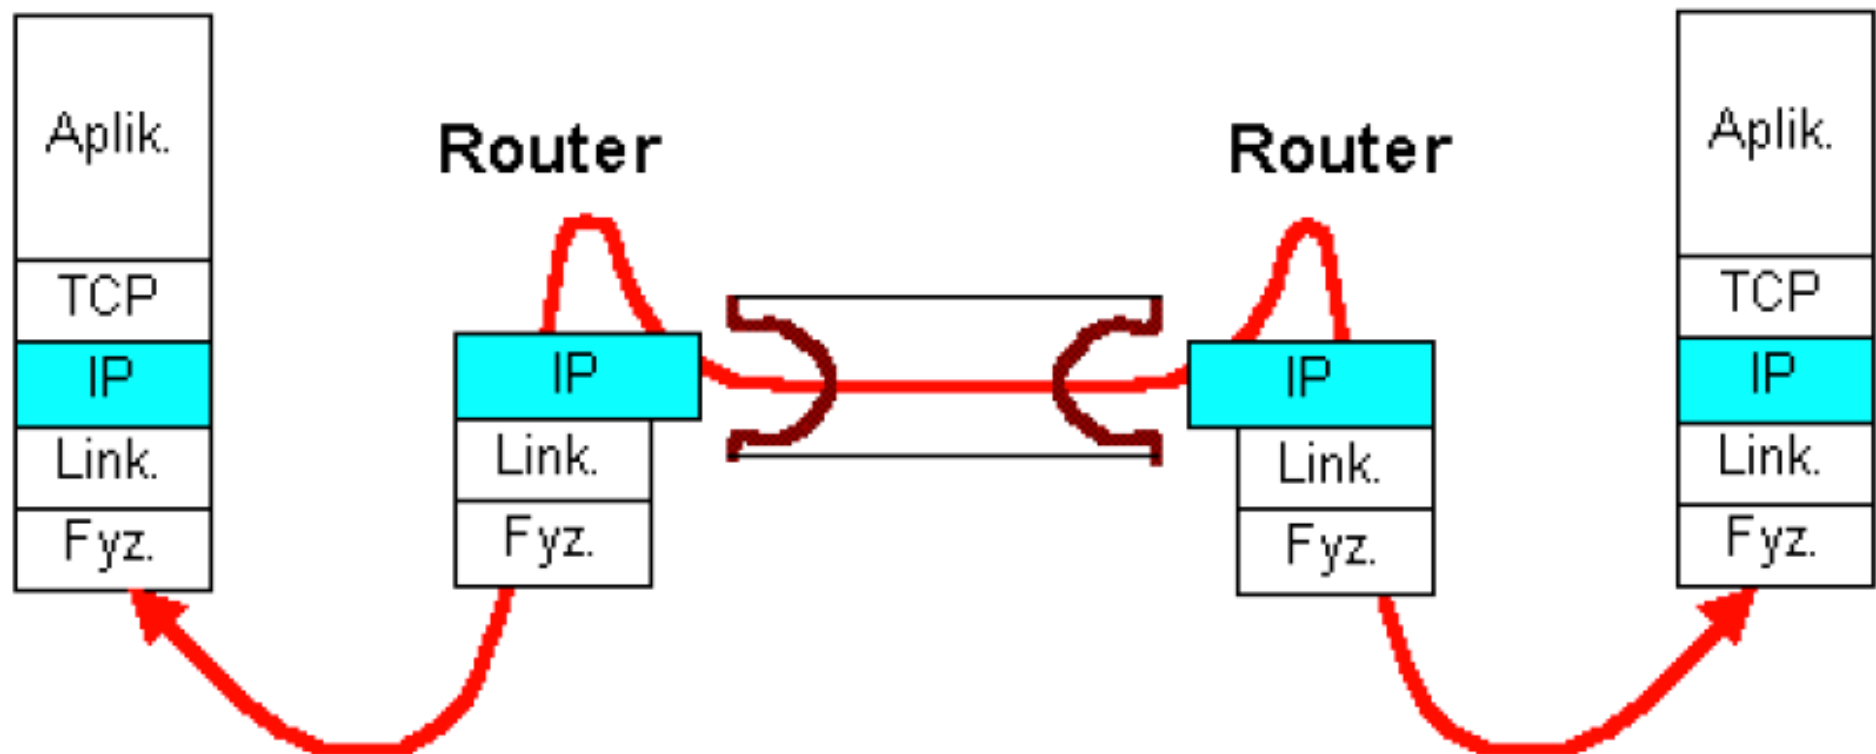 Aplik.
TCP
IP
Link.
Fyz.
Router
IP
Link.
Fyz.
Router
IP
Link.
Fyz.
Aplik.
TCP
IP
Link.
Fyz.